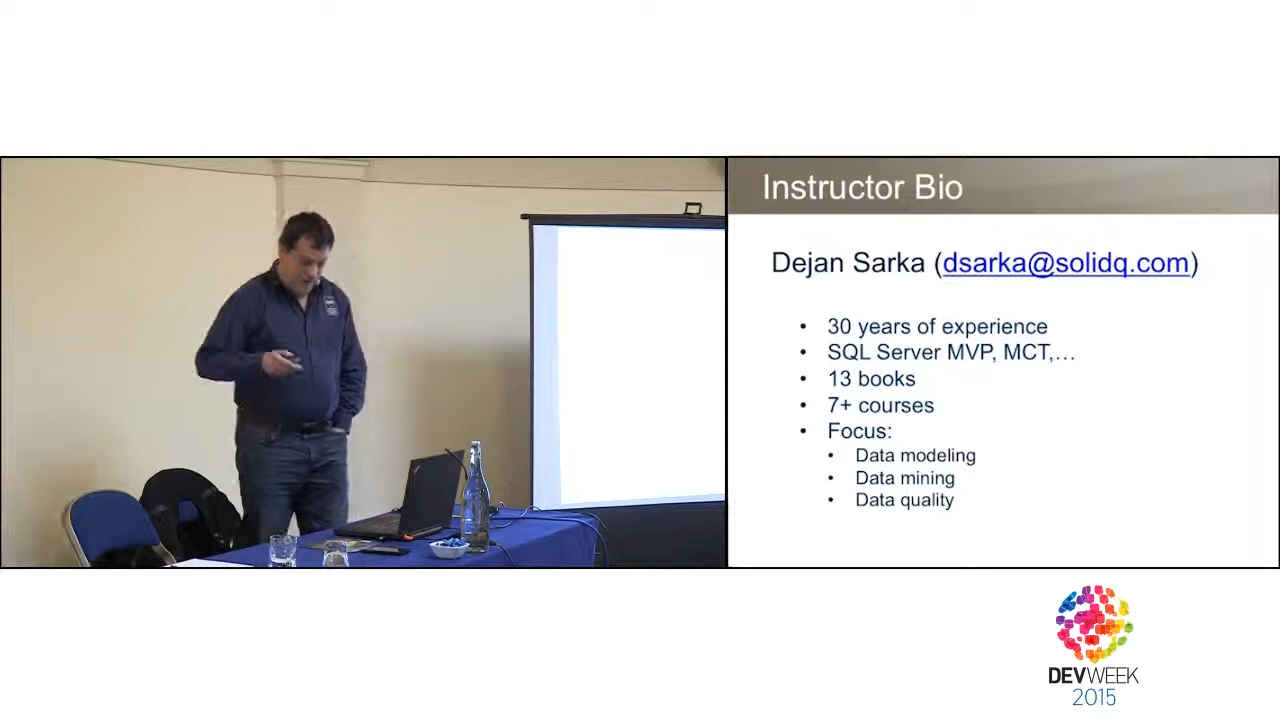 Instructor Bio
Dejan Sarka (dsarka@solidq.com)
• 30 years of experience
• SQL Server MVP, MCT,…
• 13 books
• 7+ courses
• Focus:
• Data modeling
• Data mining
• Data quality
DEVWEEK
2015